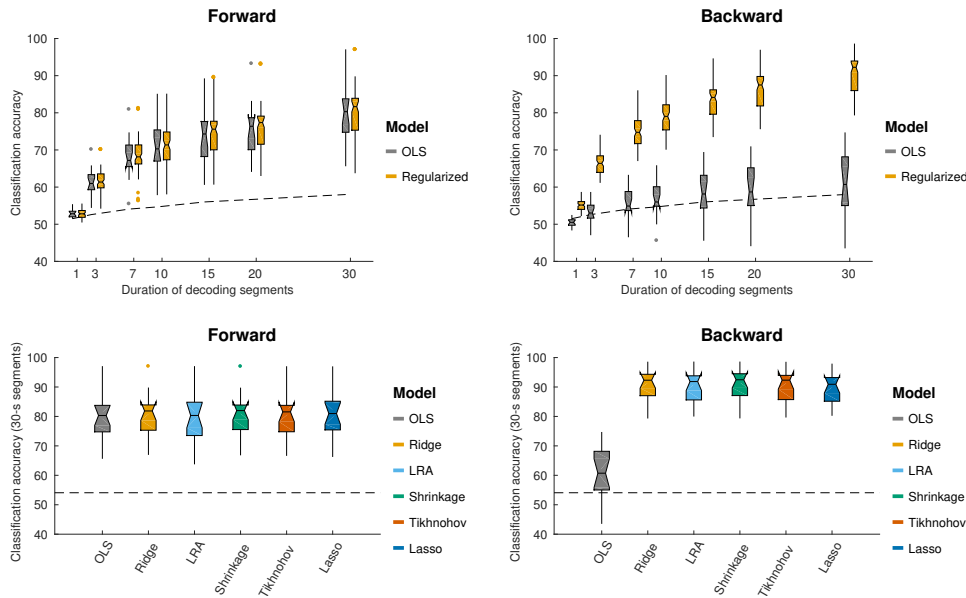 Forward
Classification accuracy
100
90
80
70
60
50
40
1 3 7 10 15 20 30
Duration of decoding segments
Model
OLS
Regularized
Backward
Classification accuracy
100
90
80
70
60
50
40
1 3 7 10 15 20 30
Duration of decoding segments
Model
OLS
Regularized
Forward
Classification accuracy (30-s segments)
100
90
80
70
60
50
40
OLS Ridge LRA Shrinkage Tikhnohov Lasso
Model
OLS
Ridge
LRA
Shrinkage
Tikhnohov
Lasso
Backward
Classification accuracy (30-s segments)
100
90
80
70
60
50
40
OLS Ridge LRA Shrinkage Tikhnohov Lasso
Model
OLS
Ridge
LRA
Shrinkage
Tikhnohov
Lasso